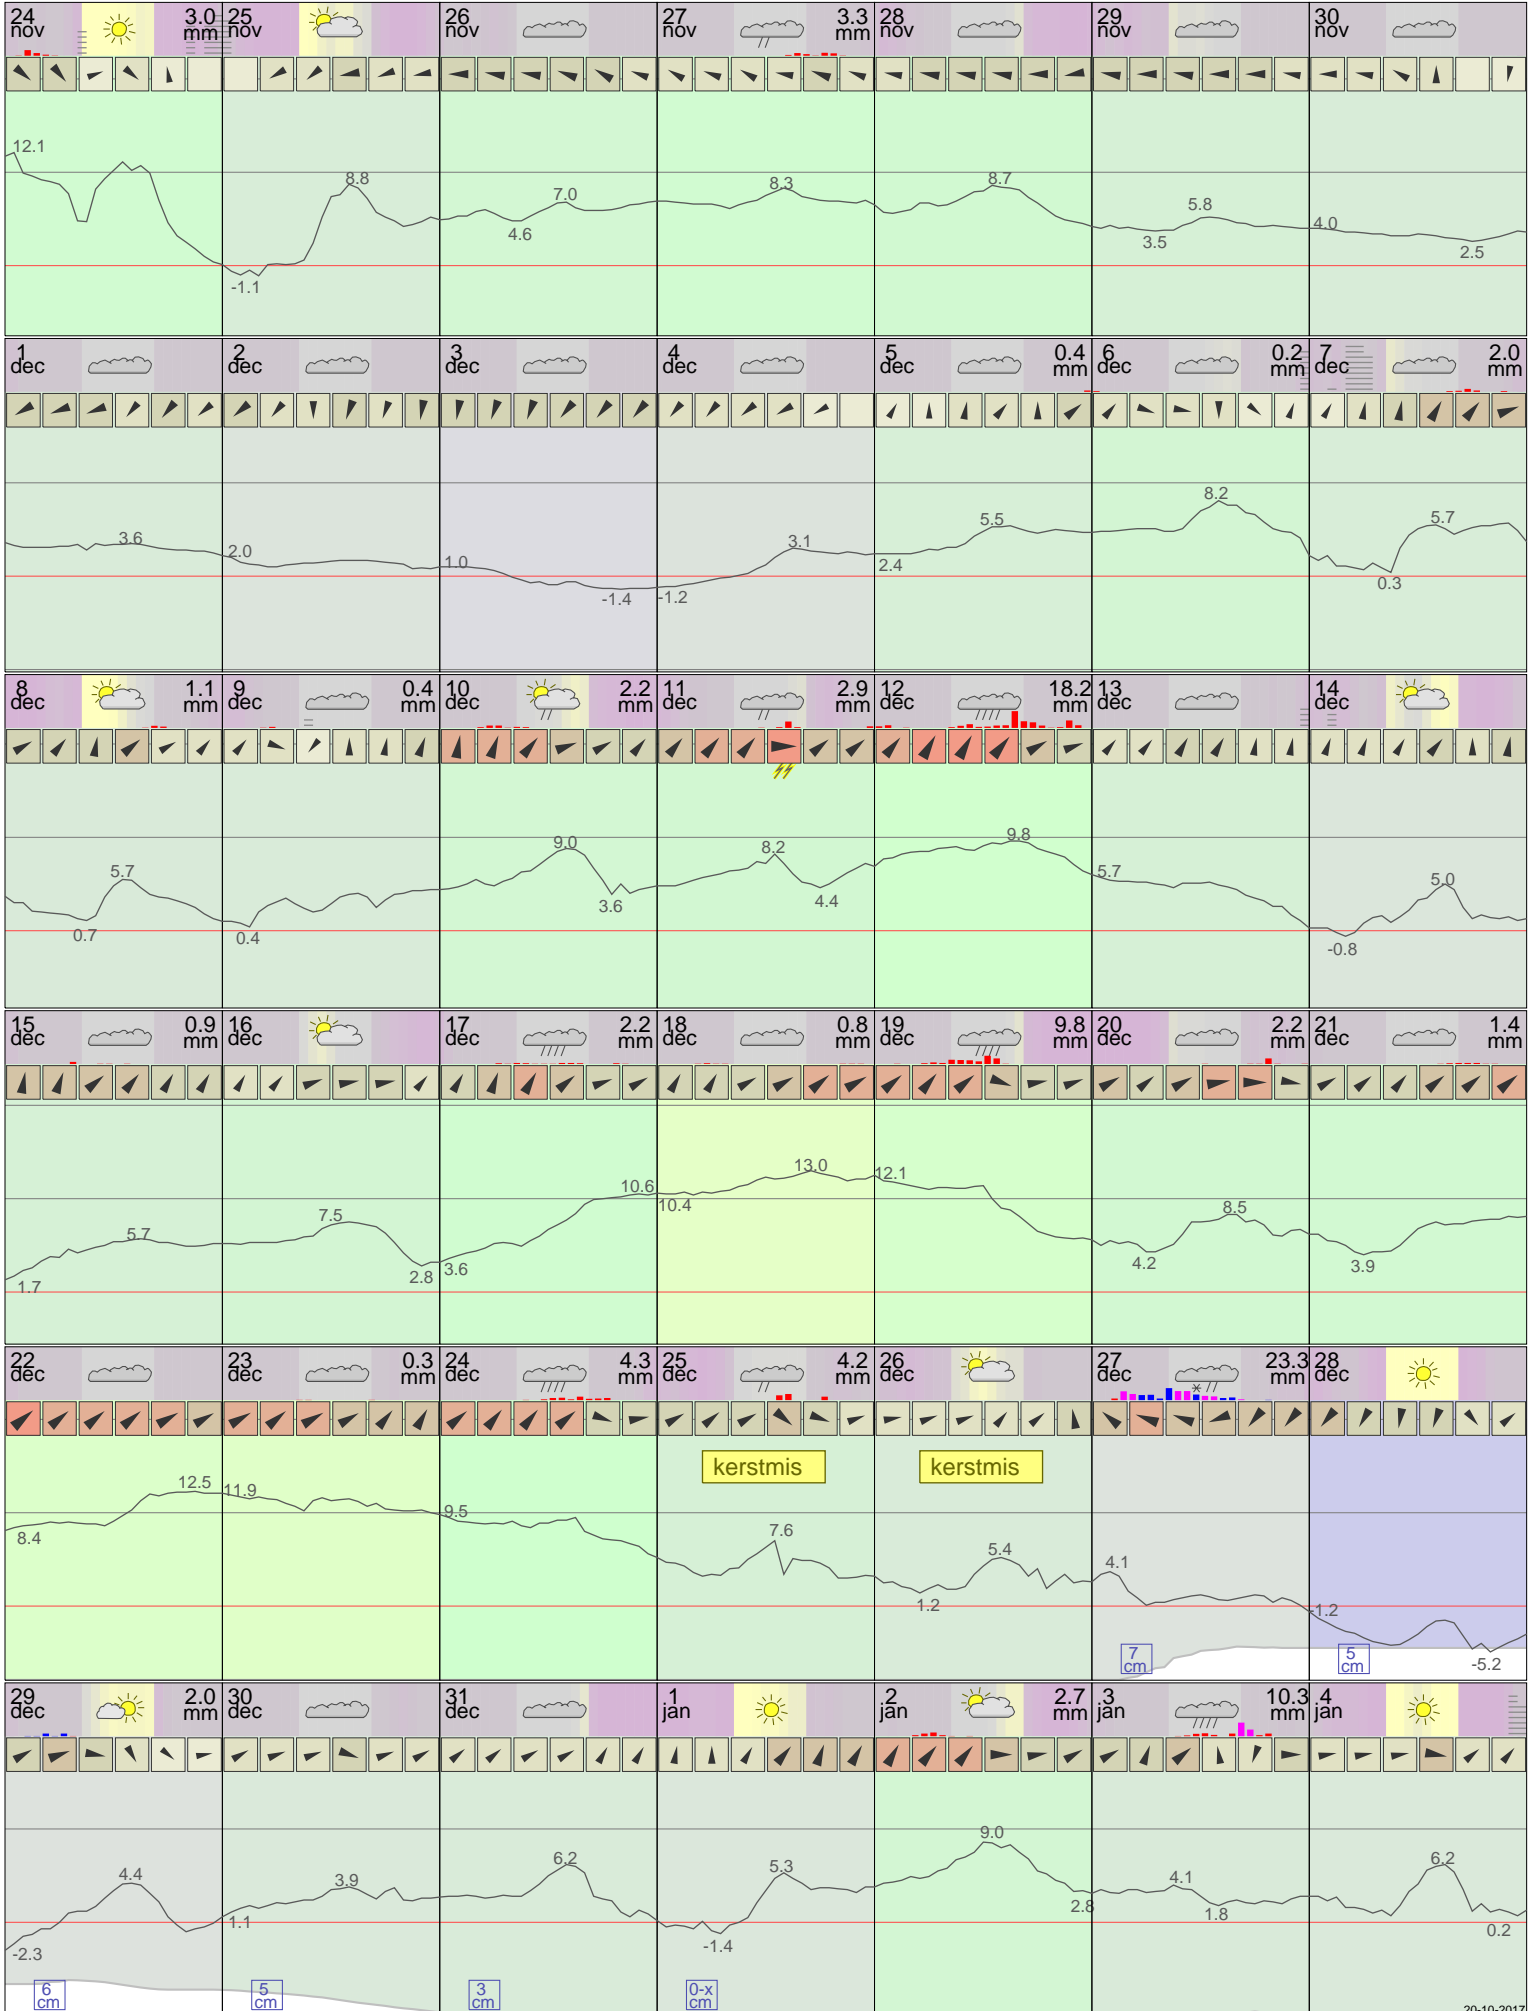 24 nov 3.0 mm
25 nov
26 nov
27 nov 3.3 mm
28 nov
29 nov
30 nov
12.1
-1.1
8.8
4.6
7.0
8.3
8.7
3.5
5.8
4.0
2.5
1 dec
2 dec
3 dec
4 dec
5 dec 0.4 mm
6 dec 0.2 mm
7 dec 2.0 mm
3.6
2.0
1.0
-1.4
-1.2
3.1
2.4
5.5
8.2
0.3
5.7
8 dec 1.1 mm
9 dec 0.4 mm
10 dec 2.2 mm
11 dec 2.9 mm
12 dec 18.2 mm
13 dec
14 dec
0.7
5.7
0.4
9.0
3.6
8.2
4.4
9.8
5.7
-0.8
5.0
15 dec 0.9 mm
16 dec
17 dec 2.2 mm
18 dec 0.8 mm
19 dec 9.8 mm
20 dec 2.2 mm
21 dec 1.4 mm
1.7
5.7
7.5
2.8
3.6
10.6
10.4
13.0
12.1
4.2
8.5
3.9
22 dec
23 dec 0.3 mm
24 dec 4.3 mm
25 dec 4.2 mm
26 dec
27 dec 23.3 mm
28 dec
kerstmis
kerstmis
8.4
12.5
11.9
9.5
7.6
1.2
5.4
4.1
-1.2
-5.2
7 cm
5 cm
29 dec 2.0 mm
30 dec
31 dec
1 jan
2 jan 2.7 mm
3 jan 10.3 mm
4 jan
-2.3
4.4
1.1
3.9
6.2
-1.4
5.3
9.0
2.8
4.1
1.8
6.2
0.2
6 cm
5 cm
3 cm
0-x cm
20-10-2017